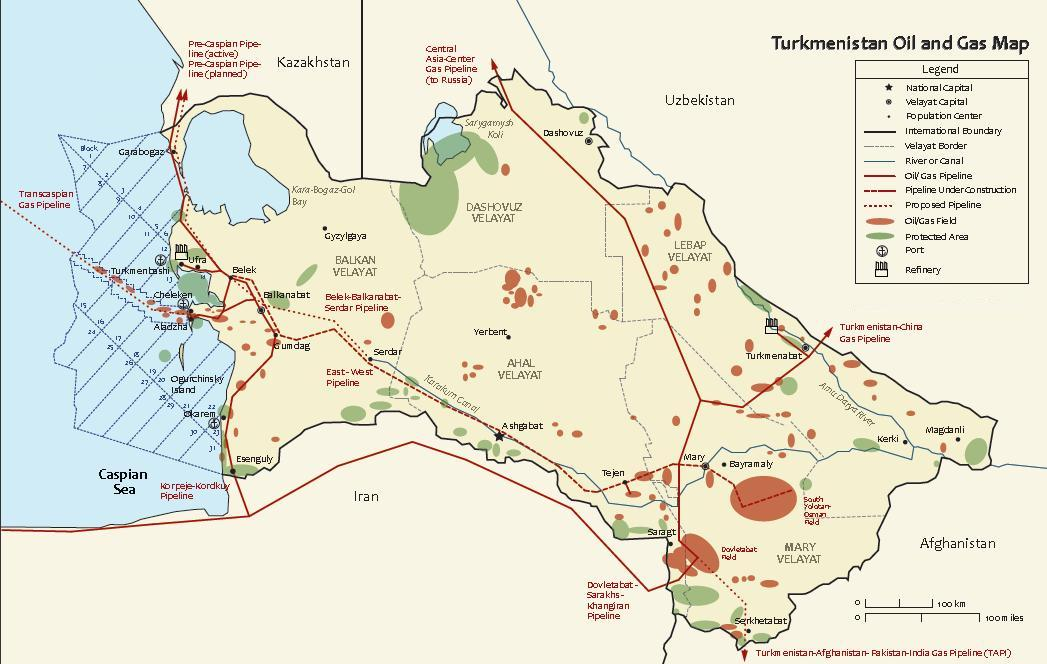 Turkmenistan Oil and Gas Map
Legend
National Capital
Velayat Capital
Population Center
International Boundary
Velayat Border
River or Canal
Oil/Gas Pipeline
Pipeline Under Construction
Proposed Pipeline
Oil/Gas Field
Protected Area
Port
Refinery
Pre-Caspian Pipe-
line (active)
Pre-Caspian Pipe-
line (planned)
Kazakhstan
Central
Asia-Center
Gas Pipeline
(to Russia)
Uzbekistan
Sarygamysh
Koli
Dashovuz
Block
1
Garabogaz
Transcaspian
Gas Pipeline
Kara-Bogaz-Gol
Bay
DASHOVUZ
VELAYAT
Gyzylgaya
BALKAN
VELAYAT
LEBAP
VELAYAT
Ufra
Turkmenbashi
Belek
Cheleken
Balkanabat
Belek-Balkanabat-
Serdar Pipeline
Aladzha
Gumdag
Yerbent
Serdar
East-West
Pipeline
AHAL
VELAYAT
Turkmenabat
Turkmenistan-China
Gas Pipeline
Ogurchinsky
Island
Karakum Canal
Amu Darya River
Okarem
Ashgabat
Kerki
Magdanli
Esenguly
Caspian
Sea
Korpeje-Kordkuy
Pipeline
Iran
Tejen
Mary
Bayramaly
South
Yolotan-
Osman
Field
Saragt
Dovletabat
Field
MARY
VELAYAT
Afghanistan
Dovletabat-
Sarakhs-
Khangiran
Pipeline
Serkhetabat
0 100 km
0 100 miles
Turkmenistan-Afghanistan- Pakistan-India Gas Pipeline (TAPI)